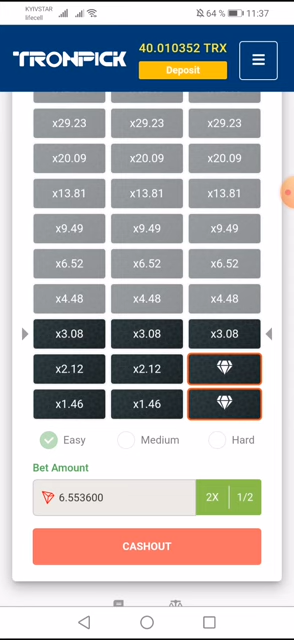 KYIVSTAR
lifecell
64 %
11:37
TRONPICK
40.010352 TRX
Deposit
x29.23 x29.23 x29.23
x20.09 x20.09 x20.09
x13.81 x13.81 x13.81
x9.49 x9.49 x9.49
x6.52 x6.52 x6.52
x4.48 x4.48 x4.48
x3.08 x3.08 x3.08
x2.12 x2.12
x1.46 x1.46
Easy Medium Hard
Bet Amount
6.553600 2X 1/2
CASHOUT